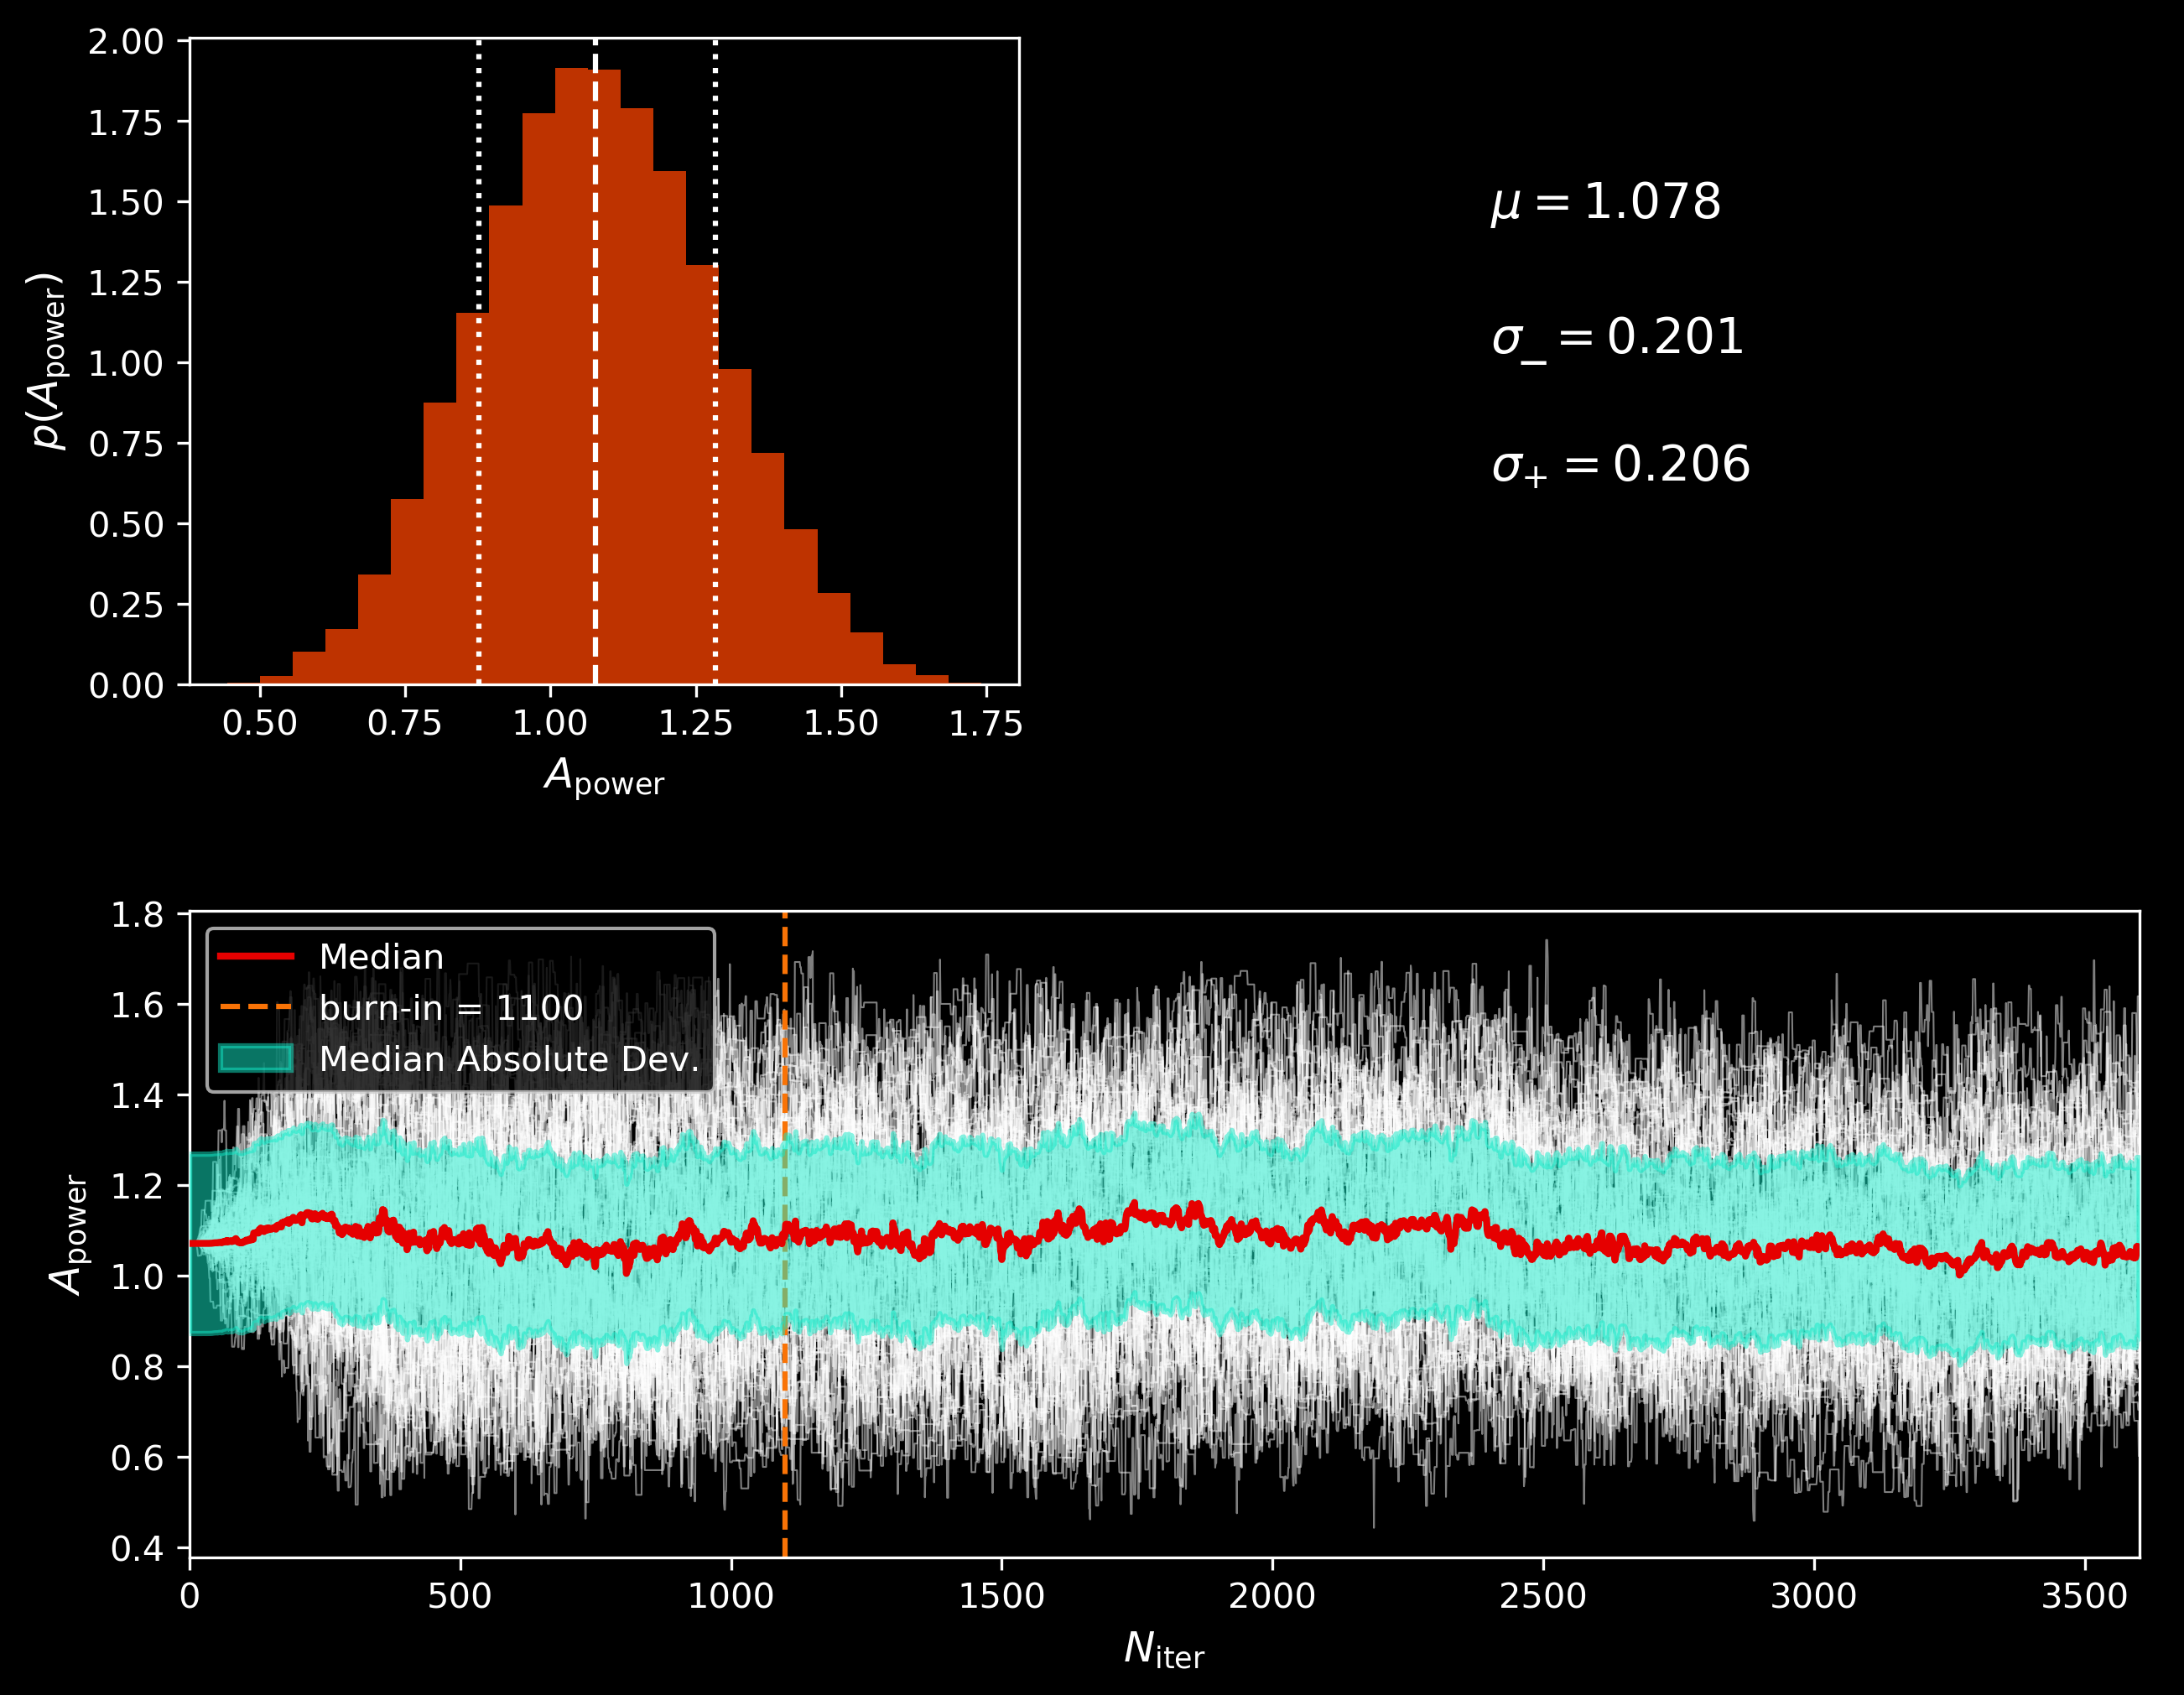 2.00
1.75
1.50
1.25
1.00
0.75
0.50
0.25
0.00
p(A_power)
0.50 0.75 1.00 1.25 1.50 1.75
A_power
μ = 1.078
σ_− = 0.201
σ_+ = 0.206
1.8
1.6
1.4
1.2
1.0
0.8
0.6
0.4
A_power
Median
burn-in = 1100
Median Absolute Dev.
0 500 1000 1500 2000 2500 3000 3500
N_iter